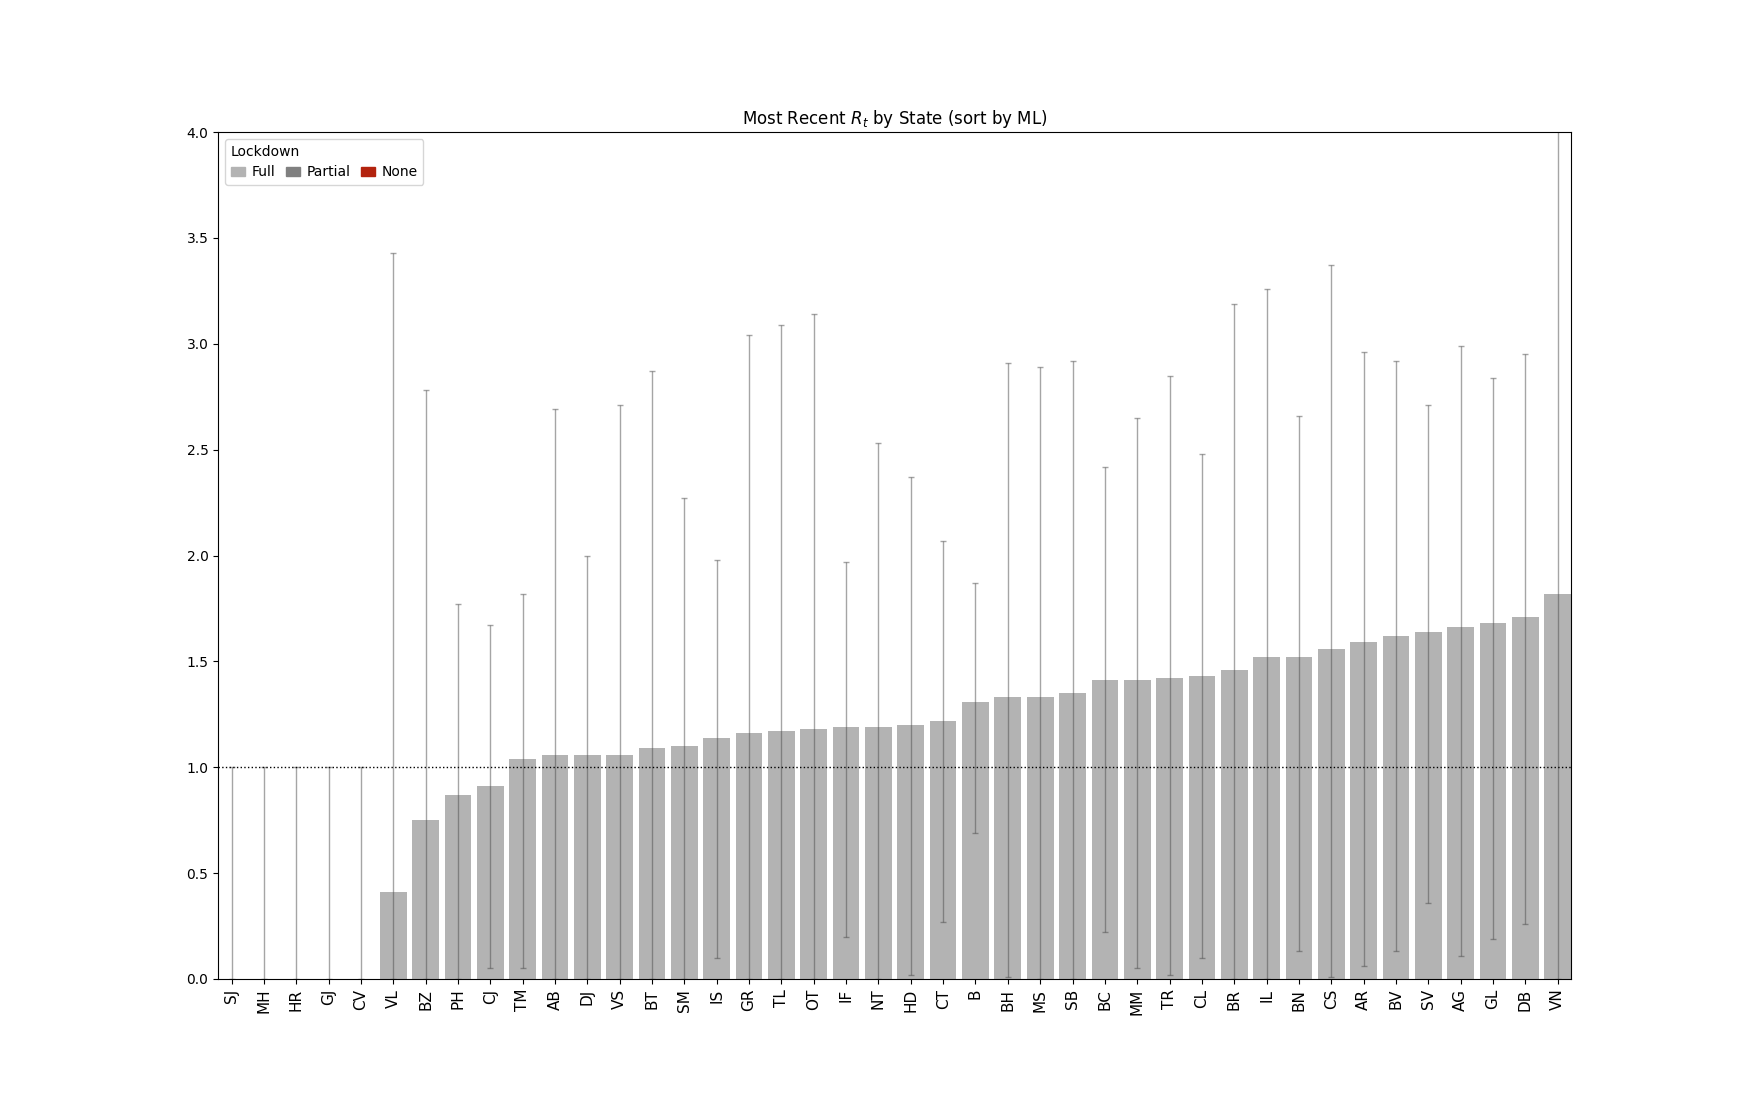 Most Recent R_t by State (sort by ML)
4.0
Lockdown
Full Partial None
3.5
3.0
2.5
2.0
1.5
1.0
0.5
0.0
SJ MH HR GJ CV VL BZ PH CJ TM AB DJ VS BT SM IS GR TL OT IF NT HD CT B BH MS SB BC MM TR CL BR IL BN CS AR BV SV AG GL DB VN